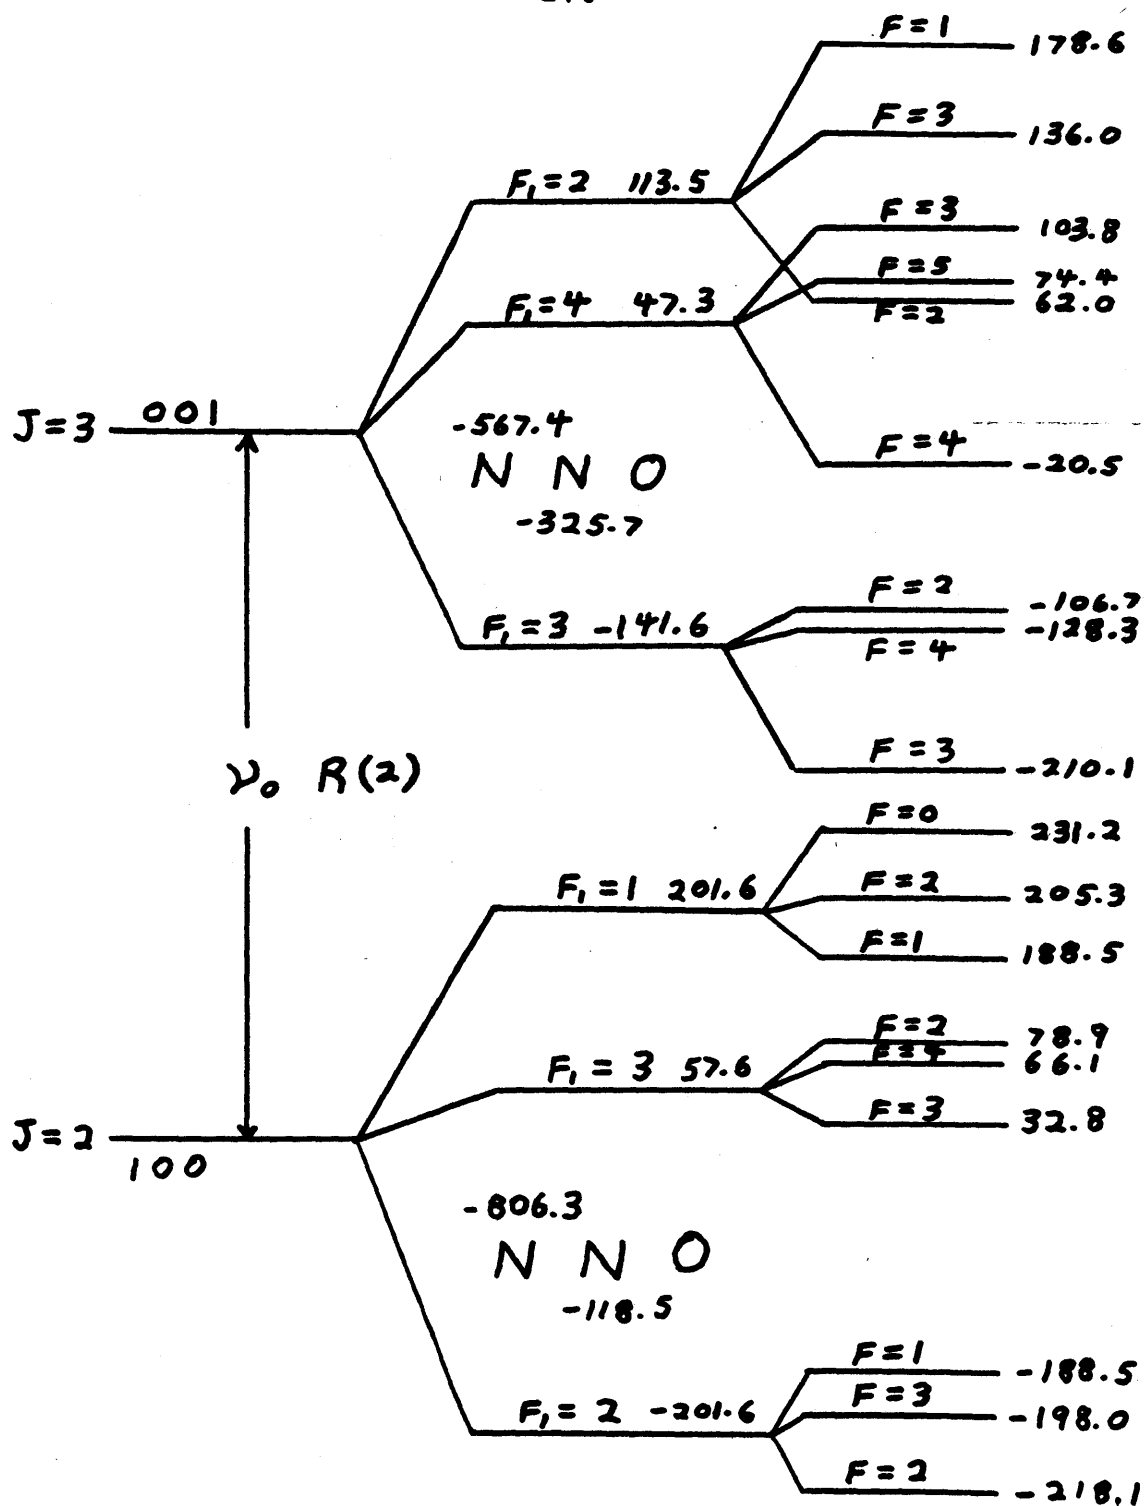 F=1 178.6
F=3 136.0
F₁=2 113.5
F=3 103.8
F=5 74.4
F=2 62.0
F₁=4 47.3
J=3 001
-567.4
N N O
-325.7
F=4 -20.5
F=2 -106.7
-128.3
F=4
F₁=3 -141.6
F=3 -210.1
ν₀ R(2)
F=0 231.2
F₁=1 201.6
F=2 205.3
F=1 188.5
F=2 78.9
F=4 66.1
F₁=3 57.6
F=3 32.8
J=2
100
-806.3
N N O
-118.5
F=1 -188.5
F=3 -198.0
F₁=2 -201.6
F=2 -218.1